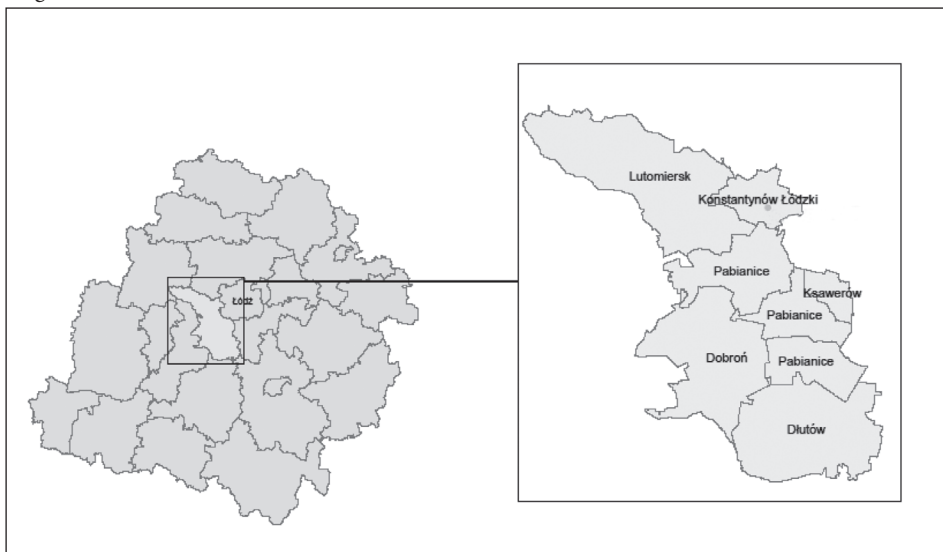 Łódź
Lutomiersk
Konstantynów Łódzki
Pabianice
Ksawerów
Pabianice
Dobroń
Pabianice
Dłutów